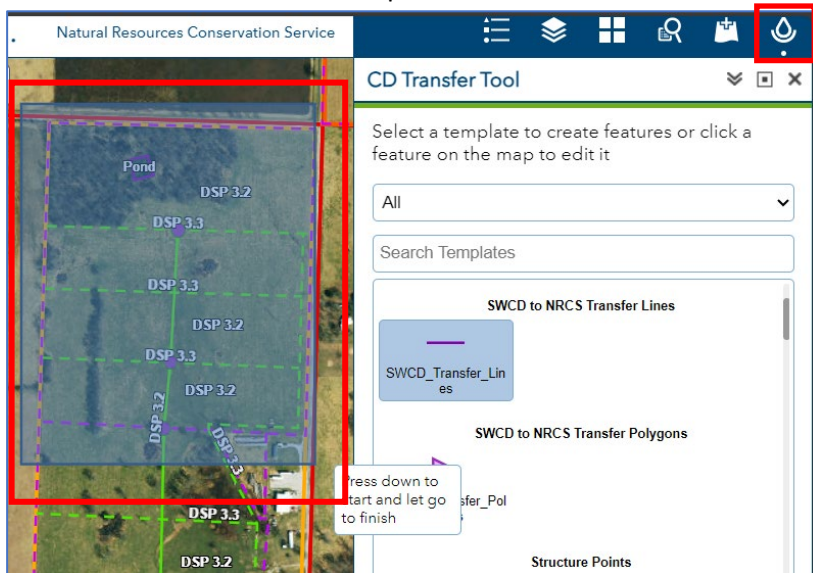 Natural Resources Conservation Service
CD Transfer Tool
Select a template to create features or click a
feature on the map to edit it
All
Search Templates
SWCD to NRCS Transfer Lines
SWCD_Transfer_Lin
es
SWCD to NRCS Transfer Polygons
sfer_Pol
s
Structure Points
Press down to
start and let go
to finish
Pond
DSP 3.2
DSP 3.3
DSP 3.3
DSP 3.2
DSP 3.3
DSP 3.2
DSP 3.2
DSP 3.3
DSP 3.3
DSP 3.2